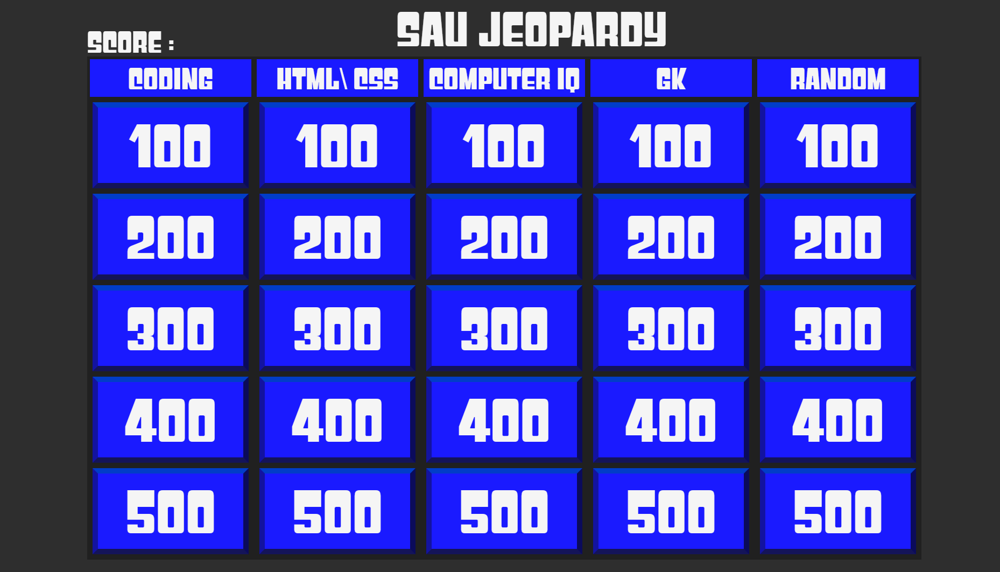 SAU JEOPARDY
SCORE :
CODING HTML\ CSS COMPUTER IQ GK RANDOM
100 100 100 100 100
200 200 200 200 200
300 300 300 300 300
400 400 400 400 400
500 500 500 500 500